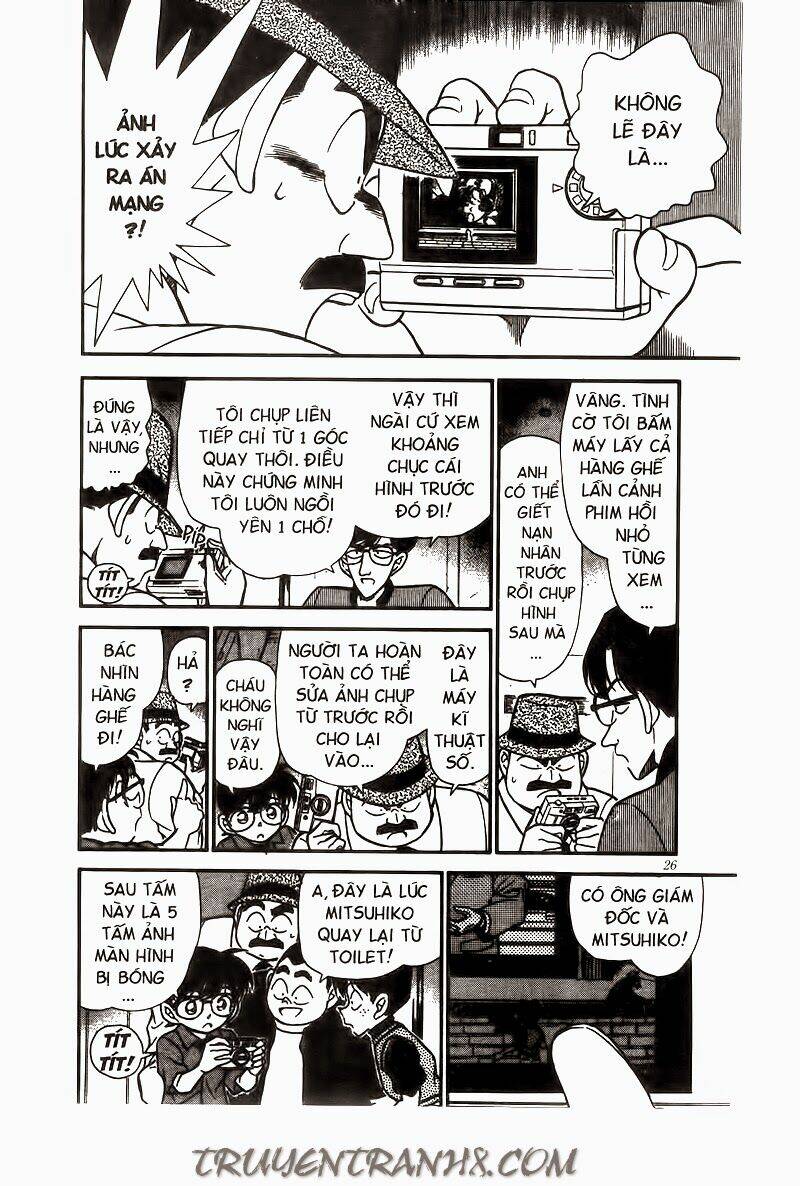 KHÔNG
LẼ ĐÂY
LÀ...
ẢNH
LÚC XẢY
RA ÁN
MẠNG
?!
VÂNG. TÌNH
CỜ TÔI BẤM
MÁY LẤY CẢ
HÀNG GHẾ
LẨN CẢNH
PHIM HỒI
NHỎ
TỪNG
XEM
...
ANH
CÓ THỂ
GIẾT
NẠN
NHÂN
TRƯỚC
RỒI CHỤP
HÌNH
SAU MÀ
...
VẬY THÌ
NGÀI CỨ XEM
KHOẢNG
CHỤC CÁI
HÌNH TRƯỚC
ĐÓ ĐI!
TÔI CHỤP LIÊN
TIẾP CHỈ TỪ 1 GÓC
QUAY THÔI. ĐIỀU
NÀY CHỨNG MINH
TÔI LUÔN NGỒI
YÊN 1 CHỖ!
ĐÚNG
LÀ VẬY,
NHƯNG
...
TÍT
TÍT!
ĐÂY
LÀ
MÁY
KĨ
THUẬT
SỐ.
NGƯỜI TA HOÀN
TOÀN CÓ THỂ
SỬA ẢNH CHỤP
TỪ TRƯỚC RỒI
CHO LẠI
VÀO...
CHÁU
KHÔNG
NGHĨ
VẬY
ĐÂU.
HẢ
?
BÁC
NHÌN
HÀNG
GHẾ
ĐI!
26
CÓ ÔNG GIÁM
ĐỐC VÀ
MITSUHIKO!
A, ĐÂY LÀ LÚC
MITSUHIKO
QUAY LẠI TỪ
TOILET!
SAU TẤM
NÀY LÀ 5
TẤM ẢNH
MÀN HÌNH
BỊ BÓNG
...
TÍT
TÍT!
TRUYENTRANH8.COM